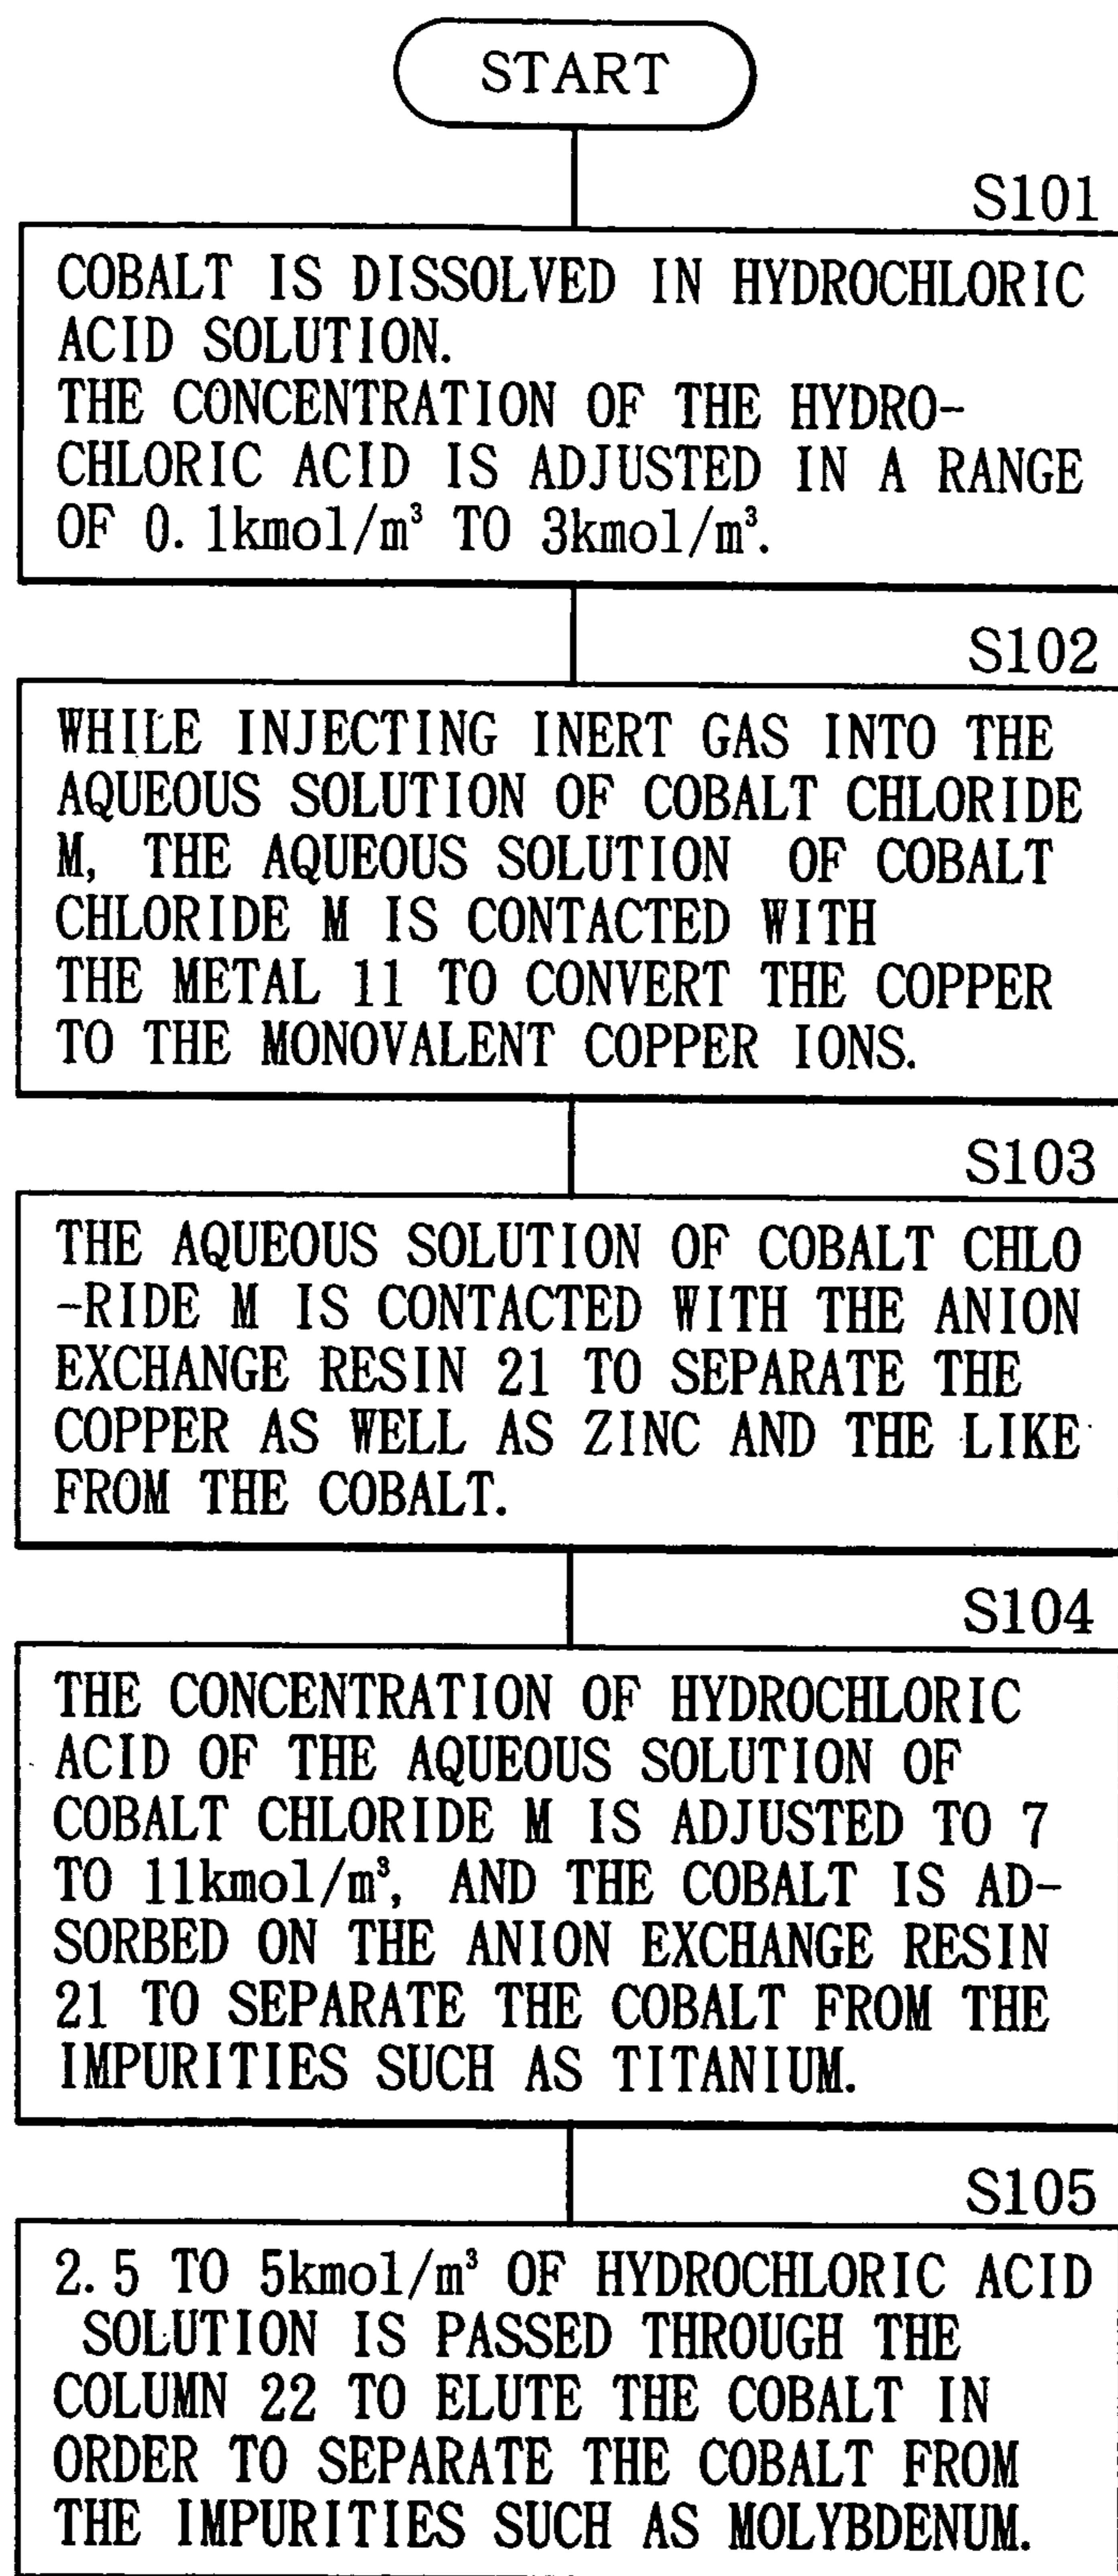 START
S101
COBALT IS DISSOLVED IN HYDROCHLORIC
ACID SOLUTION.
THE CONCENTRATION OF THE HYDRO-
CHLORIC ACID IS ADJUSTED IN A RANGE
OF 0.1kmol/m³ TO 3kmol/m³.
S102
WHILE INJECTING INERT GAS INTO THE
AQUEOUS SOLUTION OF COBALT CHLORIDE
M, THE AQUEOUS SOLUTION OF COBALT
CHLORIDE M IS CONTACTED WITH
THE METAL 11 TO CONVERT THE COPPER
TO THE MONOVALENT COPPER IONS.
S103
THE AQUEOUS SOLUTION OF COBALT CHLO
-RIDE M IS CONTACTED WITH THE ANION
EXCHANGE RESIN 21 TO SEPARATE THE
COPPER AS WELL AS ZINC AND THE LIKE
FROM THE COBALT.
S104
THE CONCENTRATION OF HYDROCHLORIC
ACID OF THE AQUEOUS SOLUTION OF
COBALT CHLORIDE M IS ADJUSTED TO 7
TO 11kmol/m³, AND THE COBALT IS AD-
SORBED ON THE ANION EXCHANGE RESIN
21 TO SEPARATE THE COBALT FROM THE
IMPURITIES SUCH AS TITANIUM.
S105
2.5 TO 5kmol/m³ OF HYDROCHLORIC ACID
SOLUTION IS PASSED THROUGH THE
COLUMN 22 TO ELUTE THE COBALT IN
ORDER TO SEPARATE THE COBALT FROM
THE IMPURITIES SUCH AS MOLYBDENUM.